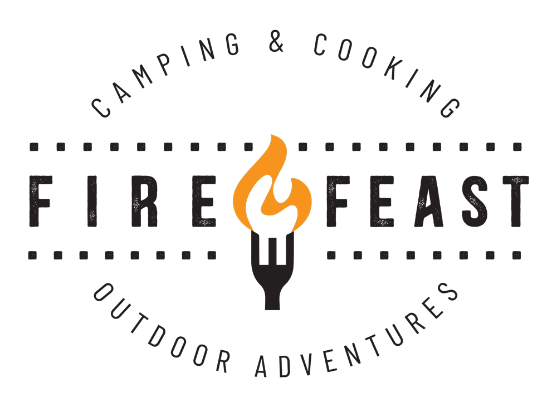 CAMPING & COOKING
FIRE FEAST
OUTDOOR ADVENTURES